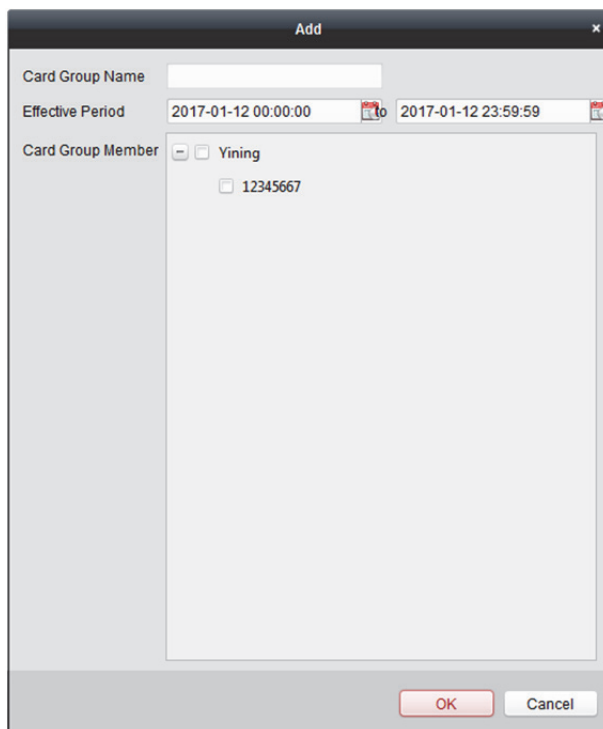 Add
Card Group Name
Effective Period 2017-01-12 00:00:00 to 2017-01-12 23:59:59
Card Group Member Yining
12345667
OK Cancel